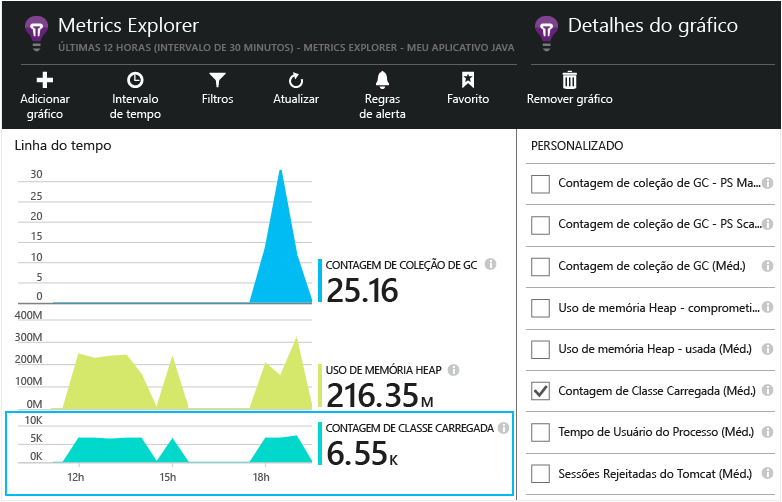 Metrics Explorer
ÚLTIMAS 12 HORAS (INTERVALO DE 30 MINUTOS) - METRICS EXPLORER - MEU APLICATIVO JAVA
Adicionar
gráfico
Intervalo
de tempo
Filtros
Atualizar
Regras
de alerta
Favorito
Detalhes do gráfico
Remover gráfico
Linha do tempo
30
25
20
15
10
5
0
CONTAGEM DE COLEÇÃO DE GC
25.16
400M
300M
200M
100M
0M
USO DE MEMÓRIA HEAP
216.35 M
10K
5K
0K
CONTAGEM DE CLASSE CARREGADA
6.55 K
12h 15h 18h
PERSONALIZADO
Contagem de coleção de GC - PS Ma...
Contagem de coleção de GC - PS Sca...
Contagem de coleção de GC (Méd.)
Uso de memória Heap - comprometi...
Uso de memória Heap - usada (Méd.)
Contagem de Classe Carregada (Méd.)
Tempo de Usuário do Processo (Méd.)
Sessões Rejeitadas do Tomcat (Méd.)